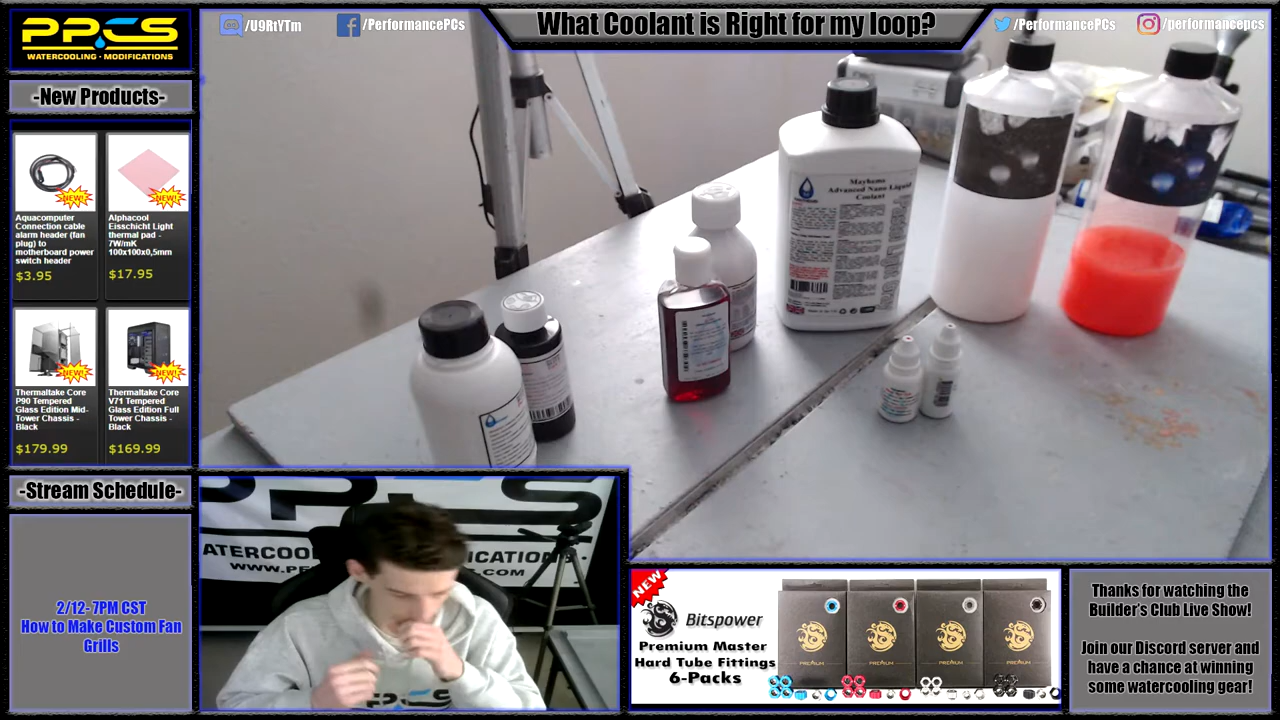 PPCS
WATERCOOLING · MODIFICATIONS
/U9RtYTm
/PerformancePCs
What Coolant is Right for my loop?
/PerformancePCs
/performancepcs
-New Products-
NEW!
NEW!
Aquacomputer
Connection cable
alarm header (fan
plug) to
motherboard power
switch header
$3.95
Alphacool
Eisschicht Light
thermal pad -
7W/mK
100x100x0,5mm
$17.95
NEW!
NEW!
Thermaltake Core
P90 Tempered
Glass Edition Mid-
Tower Chassis -
Black
$179.99
Thermaltake Core
V71 Tempered
Glass Edition Full
Tower Chassis -
Black
$169.99
Mayhems
Advanced Nano Liquid
Coolant
-Stream Schedule-
2/12- 7PM CST
How to Make Custom Fan
Grills
NEW
Bitspower
Premium Master
Hard Tube Fittings
6-Packs
PREMIUM
PREMIUM
PREMIUM
PREMIUM
Thanks for watching the
Builder's Club Live Show!
Join our Discord server and
have a chance at winning
some watercooling gear!